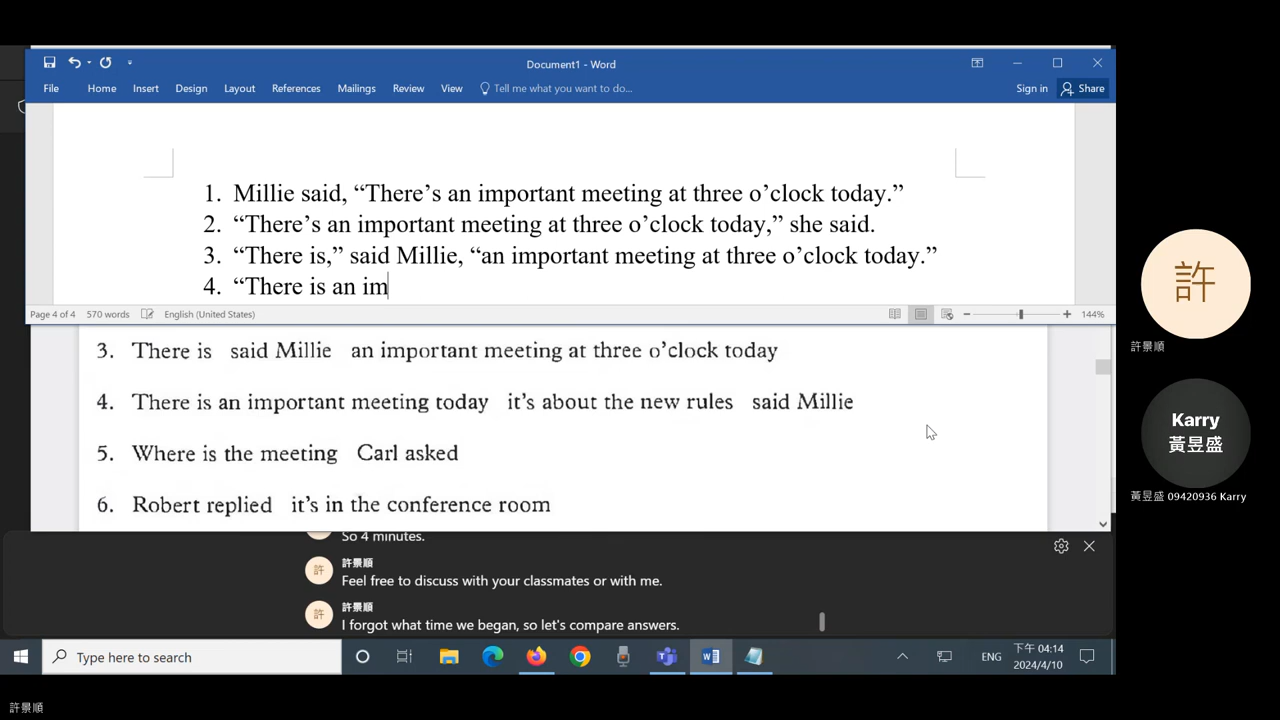 Document1 - Word
File Home Insert Design Layout References Mailings Review View Tell me what you want to do... Sign in Share
1. Millie said, “There’s an important meeting at three o’clock today.”
2. “There’s an important meeting at three o’clock today,” she said.
3. “There is,” said Millie, “an important meeting at three o’clock today.”
4. “There is an im
Page 4 of 4 570 words English (United States) 144%
3. There is said Millie an important meeting at three o’clock today
4. There is an important meeting today it’s about the new rules said Millie
5. Where is the meeting Carl asked
6. Robert replied it’s in the conference room
So 4 minutes.
許景順
Feel free to discuss with your classmates or with me.
許 許景順
I forgot what time we began, so let's compare answers.
許
許景順
Karry
黃昱盛
黃昱盛 09420936 Karry
Type here to search
ENG
下午 04:14
2024/4/10
許景順